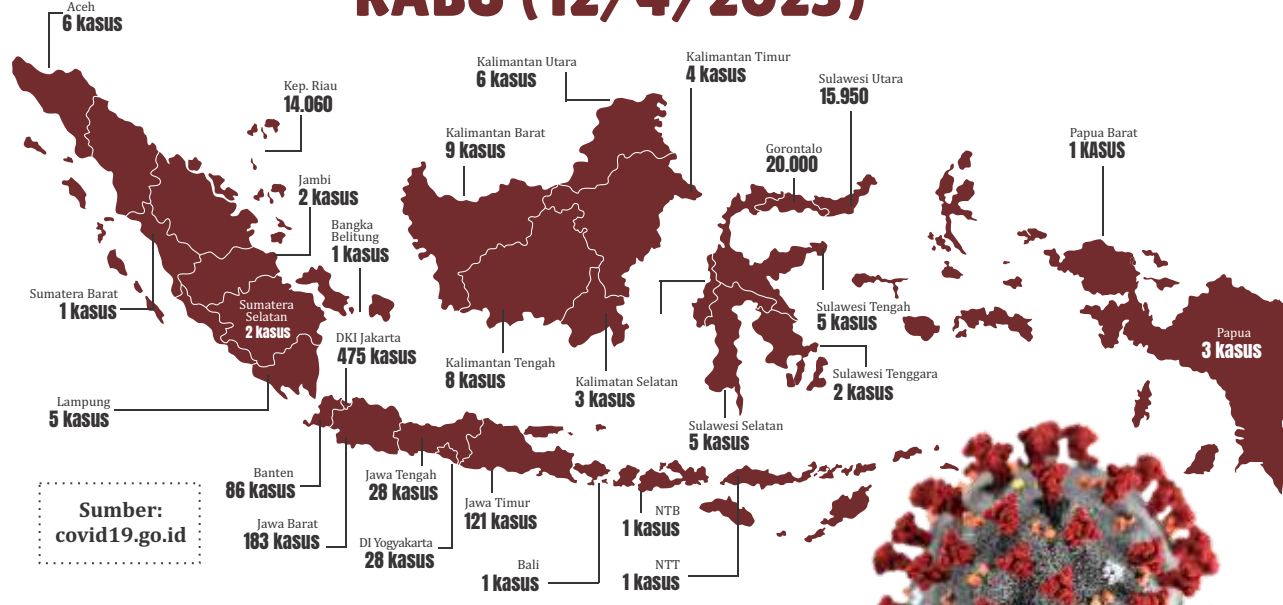 RABU (12/4/2023)
Aceh
6 kasus
Kep. Riau
14.060
Jambi
2 kasus
Bangka
Belitung
1 kasus
Sumatera Barat
1 kasus
Sumatera
Selatan
2 kasus
Lampung
5 kasus
DKI Jakarta
475 kasus
Banten
86 kasus
Jawa Barat
183 kasus
Jawa Tengah
28 kasus
DI Yogyakarta
28 kasus
Jawa Timur
121 kasus
Bali
1 kasus
NTB
1 kasus
NTT
1 kasus
Kalimantan Utara
6 kasus
Kalimantan Barat
9 kasus
Kalimantan Timur
4 kasus
Kalimantan Tengah
8 kasus
Kalimatan Selatan
3 kasus
Sulawesi Utara
15.950
Gorontalo
20.000
Sulawesi Tengah
5 kasus
Sulawesi Tenggara
2 kasus
Sulawesi Selatan
5 kasus
Papua Barat
1 KASUS
Papua
3 kasus
Sumber:
covid19.go.id